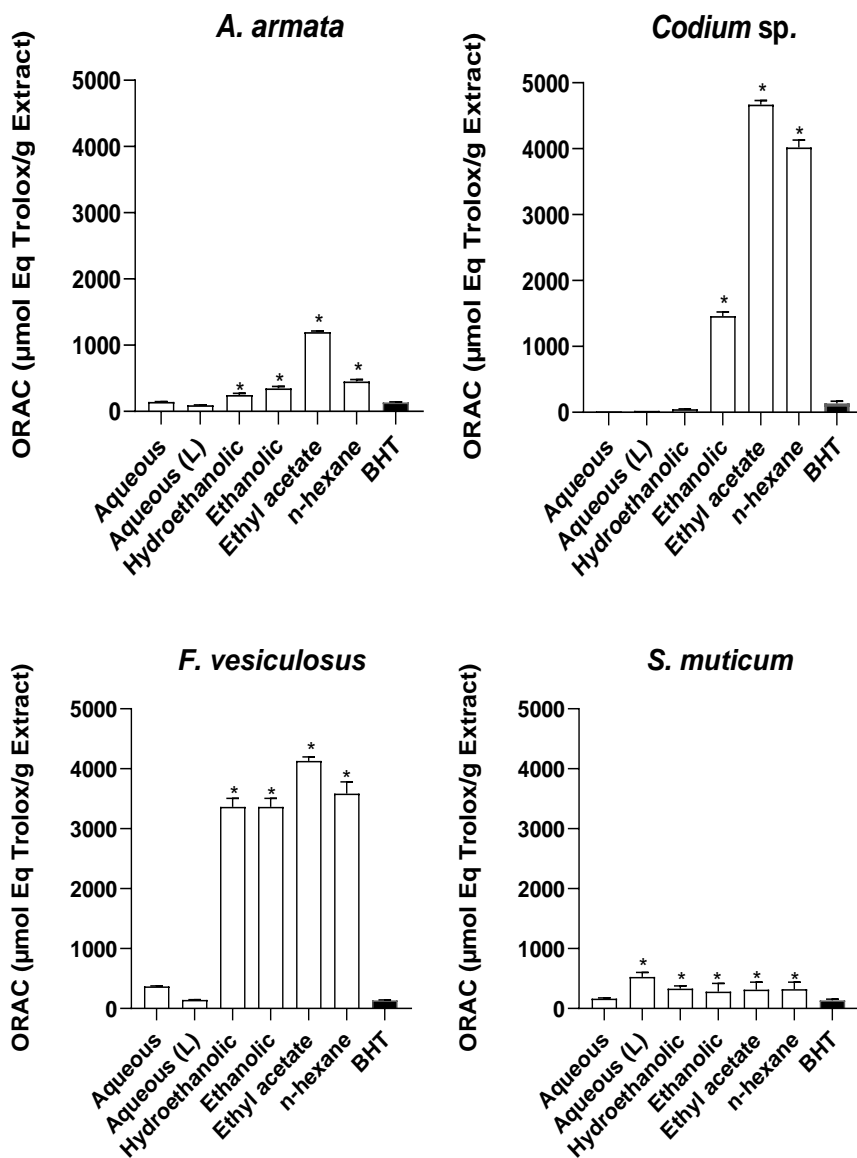 A. armata
ORAC (µmol Eq Trolox/g Extract)
5000
4000
3000
2000
1000
0
*
*
*
*
Aqueous
Aqueous (L)
Hydroethanolic
Ethanolic
Ethyl acetate
n-hexane
BHT
Codium sp.
ORAC (µmol Eq Trolox/g Extract)
5000
4000
3000
2000
1000
0
*
*
*
Aqueous
Aqueous (L)
Hydroethanolic
Ethanolic
Ethyl acetate
n-hexane
BHT
F. vesiculosus
ORAC (µmol Eq Trolox/g Extract)
5000
4000
3000
2000
1000
0
*
*
*
*
Aqueous
Aqueous (L)
Hydroethanolic
Ethanolic
Ethyl acetate
n-hexane
BHT
S. muticum
ORAC (µmol Eq Trolox/g Extract)
5000
4000
3000
2000
1000
0
*
*
*
*
*
Aqueous
Aqueous (L)
Hydroethanolic
Ethanolic
Ethyl acetate
n-hexane
BHT